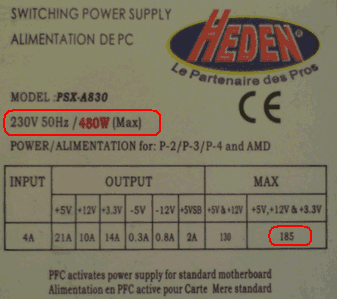 SWITCHING POWER SUPPLY
ALIMENTATION DE PC
HEDEN
Le Partenaire des Pros
MODEL : PSX-A830
CE
230V 50Hz / 480W (Max)
POWER/ALIMENTATION for: P-2/P-3/P-4 and AMD
INPUT OUTPUT MAX
+5V +12V +3.3V -5V -12V +5VSB +5V & +12V +5V,+12V & +3.3V
4A 21A 10A 14A 0.3A 0.8A 2A 130 185
PFC activates power supply for standard motherboard
Alimentation en PFC active pour Carte Mere standard